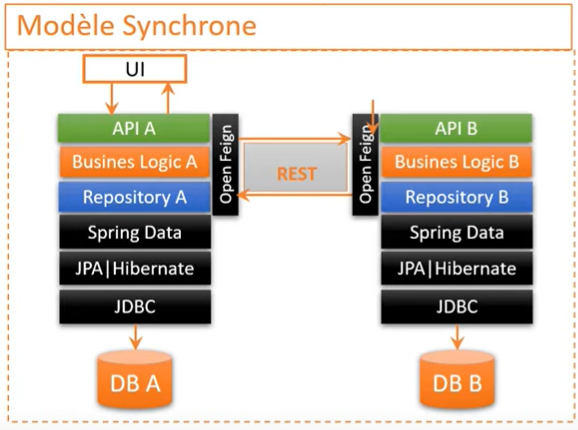 Modèle Synchrone
UI
API A
Busines Logic A
Repository A
Spring Data
JPA|Hibernate
JDBC
DB A
Open Feign
REST
Open Feign
API B
Busines Logic B
Repository B
Spring Data
JPA|Hibernate
JDBC
DB B